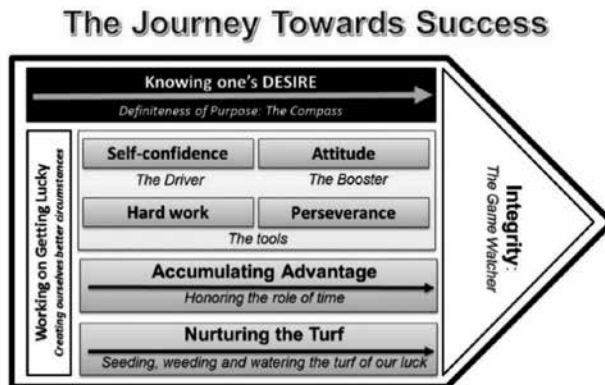 The Journey Towards Success
Knowing one's DESIRE
Definiteness of Purpose: The Compass
Working on Getting Lucky
Creating ourselves better circumstances
Self-confidence
The Driver
Attitude
The Booster
Hard work
Perseverance
The tools
Accumulating Advantage
Honoring the role of time
Nurturing the Turf
Seeding, weeding and watering the turf of our luck
Integrity:
The Game Watcher